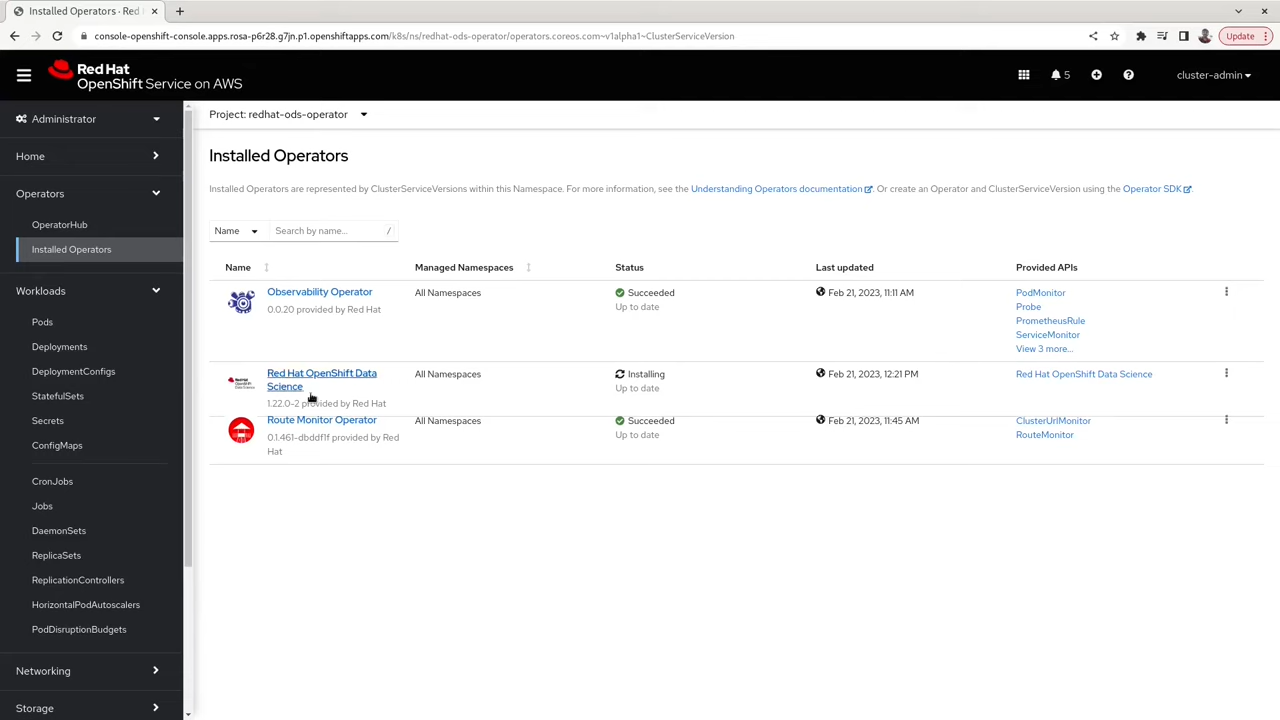 Installed Operators · Red H
console-openshift-console.apps.rosa-p6r28.g7jn.p1.openshiftapps.com/k8s/ns/redhat-ods-operator/operators.coreos.com~v1alpha1~ClusterServiceVersion
Update
Red Hat
OpenShift Service on AWS
5
cluster-admin
Administrator
Home
Operators
OperatorHub
Installed Operators
Workloads
Pods
Deployments
DeploymentConfigs
StatefulSets
Secrets
ConfigMaps
CronJobs
Jobs
DaemonSets
ReplicaSets
ReplicationControllers
HorizontalPodAutoscalers
PodDisruptionBudgets
Networking
Storage
Project: redhat-ods-operator
Installed Operators
Installed Operators are represented by ClusterServiceVersions within this Namespace. For more information, see the Understanding Operators documentation. Or create an Operator and ClusterServiceVersion using the Operator SDK.
Name Search by name... /
Name Managed Namespaces Status Last updated Provided APIs
Observability Operator
0.0.20 provided by Red Hat
All Namespaces
Succeeded
Up to date
Feb 21, 2023, 11:11 AM
PodMonitor
Probe
PrometheusRule
ServiceMonitor
View 3 more...
Red Hat OpenShift Data
Science
1.22.0-2 provided by Red Hat
All Namespaces
Installing
Up to date
Feb 21, 2023, 12:21 PM
Red Hat OpenShift Data Science
Route Monitor Operator
0.1.461-dbddf1f provided by Red
Hat
All Namespaces
Succeeded
Up to date
Feb 21, 2023, 11:45 AM
ClusterUrlMonitor
RouteMonitor